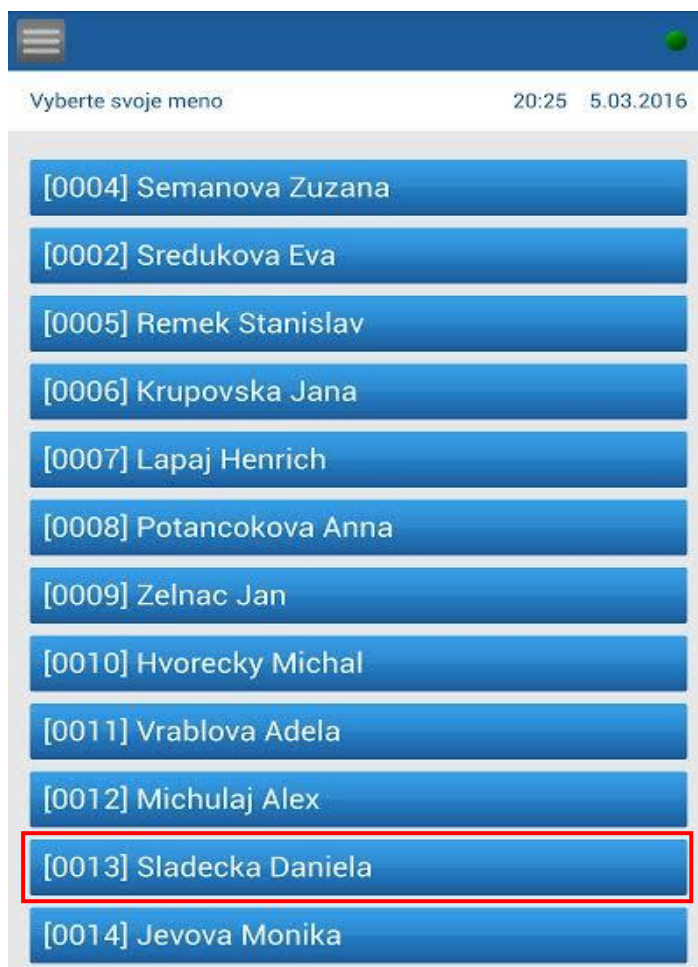 Vyberte svoje meno 20:25 5.03.2016
[0004] Semanova Zuzana
[0002] Sredukova Eva
[0005] Remek Stanislav
[0006] Krupovska Jana
[0007] Lapaj Henrich
[0008] Potancokova Anna
[0009] Zelnac Jan
[0010] Hvorecky Michal
[0011] Vrablova Adela
[0012] Michulaj Alex
[0013] Sladecka Daniela
[0014] Jevova Monika